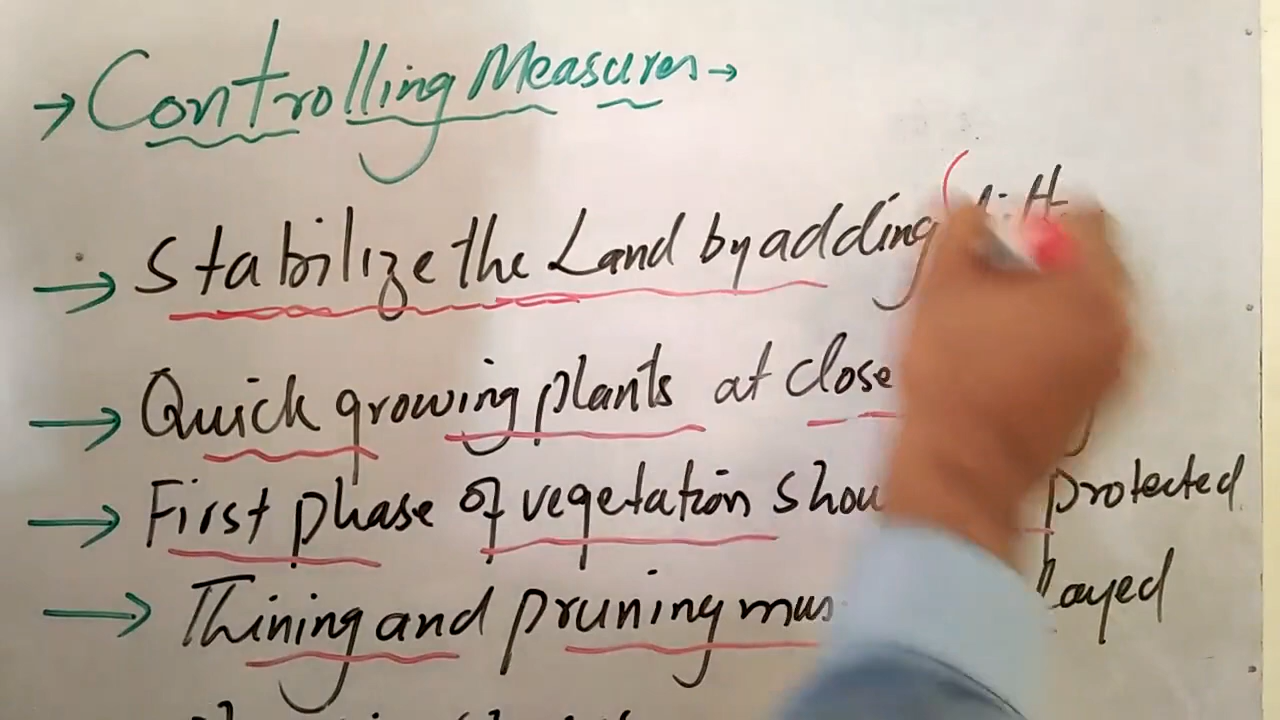 → Controlling Measures →
→ Stabilize the Land by adding (
→ Quick growing plants at close
→ First phase of vegetation shou protected
→ Thining and pruning mus layed